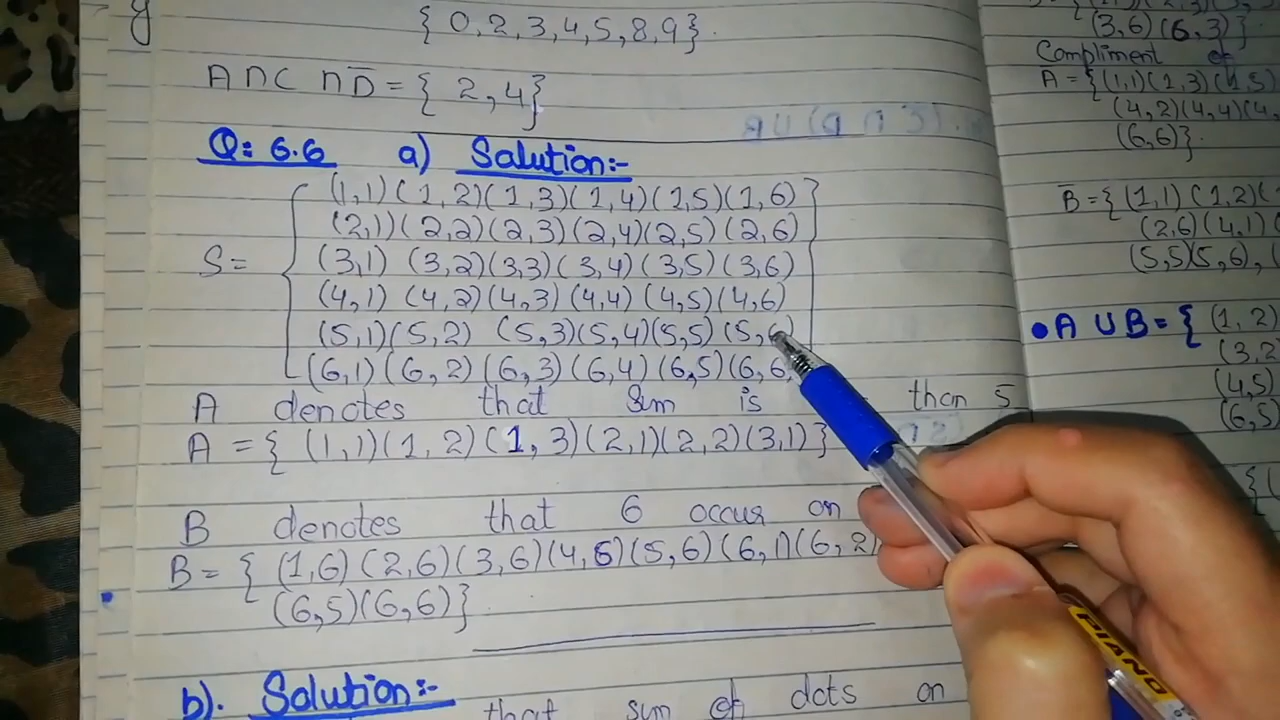 { 0,2,3,4,5,8,9}.
A∩C ∩D̅ = { 2,4}
Q: 6.6 a) Salution:-
(1,1)(1,2)(1,3)(1,4)(1,5)(1,6)
(2,1)(2,2)(2,3)(2,4)(2,5)(2,6)
S= (3,1) (3,2)(3,3)(3,4)(3,5)(3,6)
(4,1) (4,2)(4,3)(4,4)(4,5)(4,6)
(5,1)(5,2) (5,3)(5,4)(5,5)(5,6)
(6,1)(6,2)(6,3)(6,4)(6,5)(6,6)
A denotes that sum is than 5
A = { (1,1)(1,2)(1,3)(2,1)(2,2)(3,1)}
B denotes that 6 occur on
B = { (1,6)(2,6)(3,6)(4,6)(5,6)(6,1)(6,2)
(6,5)(6,6)}
b). Salution:-
that sum of dots on
(3,6)(6,3)}
Compliment of
A̅ = {(1,1)(1,3)(1,5)
(4,2)(4,4)(4,
(6,6)}.
B̅ = {(1,1)(1,2)(
(2,6)(4,1)
(5,5)(5,6),(
•A ∪ B = { (1,2)
(3,2
(4,5)
(6,5)
PIANO